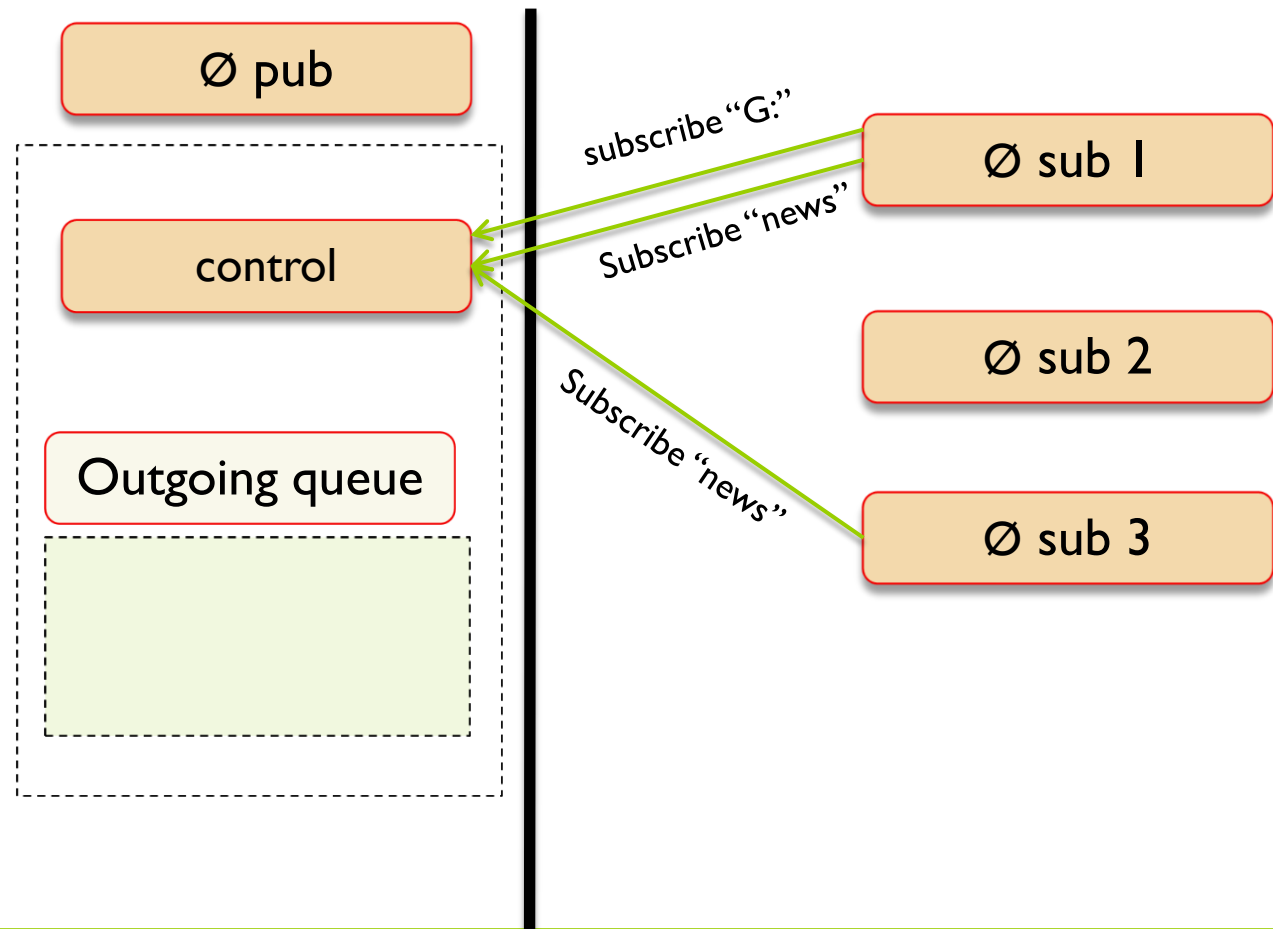 Ø pub
subscribe “G:”
Ø sub 1
Subscribe “news”
control
Ø sub 2
Subscribe “news”
Outgoing queue
Ø sub 3